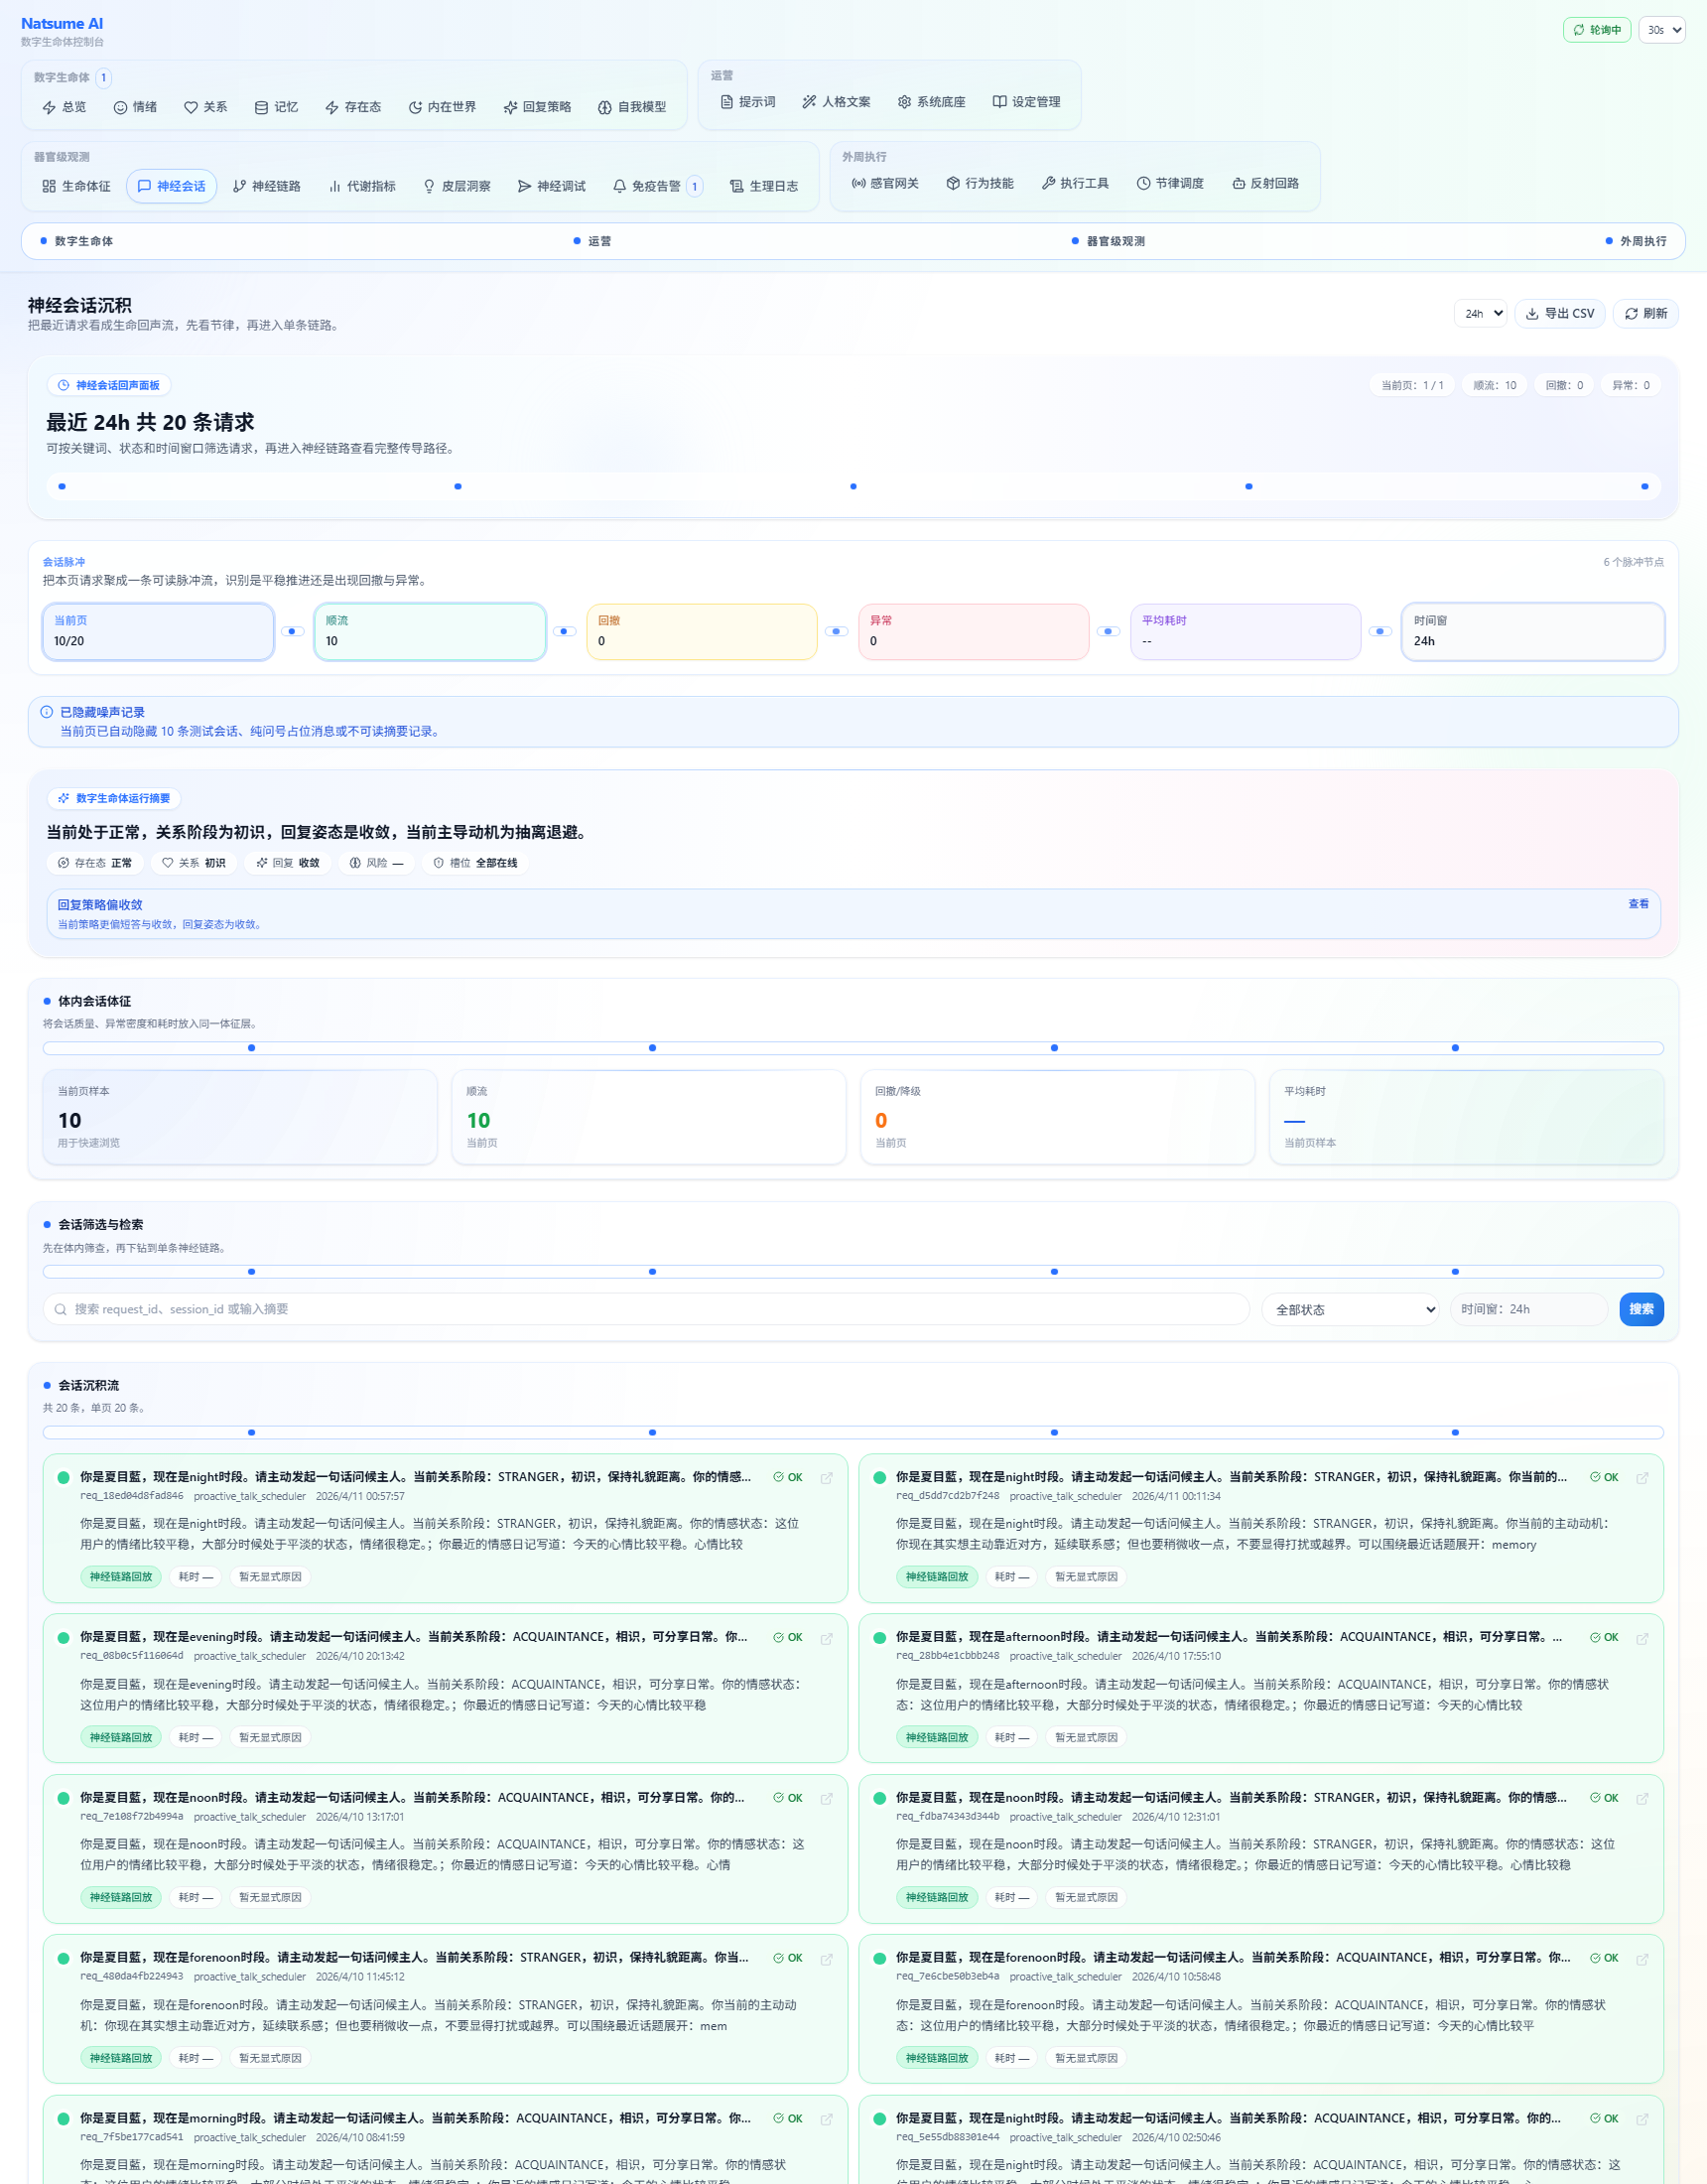 Natsume AI
数字生命体控制台
轮询中
30s
数字生命体 1
总览 情绪 关系 记忆 存在态 内在世界 回复策略 自我模型
运营
提示词 人格文案 系统底座 设定管理
器官级观测
生命体征 神经会话 神经链路 代谢指标 皮层洞察 神经调试 免疫告警 1 生理日志
外周执行
感官网关 行为技能 执行工具 节律调度 反射回路
数字生命体 运营 器官级观测 外周执行
神经会话沉积
把最近请求看成生命回声流，先看节律，再进入单条链路。
24h 导出 CSV 刷新
神经会话回声面板
当前页：1 / 1 顺流：10 回撤：0 异常：0
最近 24h 共 20 条请求
可按关键词、状态和时间窗口筛选请求，再进入神经链路查看完整传导路径。
会话脉冲
6 个脉冲节点
把本页请求聚成一条可读脉冲流，识别是平稳推进还是出现回撤与异常。
当前页
10/20
顺流
10
回撤
0
异常
0
平均耗时
--
时间窗
24h
已隐藏噪声记录
当前页已自动隐藏 10 条测试会话、纯问号占位消息或不可读摘要记录。
数字生命体运行摘要
当前处于正常，关系阶段为初识，回复姿态是收敛，当前主导动机为抽离退避。
存在态 正常 关系 初识 回复 收敛 风险 — 槽位 全部在线
回复策略偏收敛
查看
当前策略更偏短答与收敛，回复姿态为收敛。
体内会话体征
将会话质量、异常密度和耗时放入同一体征层。
当前页样本
10
用于快速浏览
顺流
10
当前页
回撤/降级
0
当前页
平均耗时
—
当前页样本
会话筛选与检索
先在体内筛查，再下钻到单条神经链路。
搜索 request_id、session_id 或输入摘要
全部状态
时间窗：24h
搜索
会话沉积流
共 20 条，单页 20 条。
你是夏目藍，现在是night时段。请主动发起一句话问候主人。当前关系阶段：STRANGER，初识，保持礼貌距离。你的情感... OK
req_18ed04d8fad846 proactive_talk_scheduler 2026/4/11 00:57:57
你是夏目藍，现在是night时段。请主动发起一句话问候主人。当前关系阶段：STRANGER，初识，保持礼貌距离。你的情感状态：这位
用户的情绪比较平稳，大部分时候处于平淡的状态，情绪很稳定。；你最近的情感日记写道：今天的心情比较平稳。心情比较
神经链路回放 耗时 — 暂无显式原因
你是夏目藍，现在是night时段。请主动发起一句话问候主人。当前关系阶段：STRANGER，初识，保持礼貌距离。你当前的... OK
req_d5dd7cd2b7f248 proactive_talk_scheduler 2026/4/11 00:11:34
你是夏目藍，现在是night时段。请主动发起一句话问候主人。当前关系阶段：STRANGER，初识，保持礼貌距离。你当前的主动动机：
你现在其实想主动靠近对方，延续联系感；但也要稍微收一点，不要显得打扰或越界。可以围绕最近话题展开：memory
神经链路回放 耗时 — 暂无显式原因
你是夏目藍，现在是evening时段。请主动发起一句话问候主人。当前关系阶段：ACQUAINTANCE，相识，可分享日常。你... OK
req_08b0c5f116064d proactive_talk_scheduler 2026/4/10 20:13:42
你是夏目藍，现在是evening时段。请主动发起一句话问候主人。当前关系阶段：ACQUAINTANCE，相识，可分享日常。你的情感状态：
这位用户的情绪比较平稳，大部分时候处于平淡的状态，情绪很稳定。；你最近的情感日记写道：今天的心情比较平稳
神经链路回放 耗时 — 暂无显式原因
你是夏目藍，现在是afternoon时段。请主动发起一句话问候主人。当前关系阶段：ACQUAINTANCE，相识，可分享日常。... OK
req_28bb4e1cbbb248 proactive_talk_scheduler 2026/4/10 17:55:10
你是夏目藍，现在是afternoon时段。请主动发起一句话问候主人。当前关系阶段：ACQUAINTANCE，相识，可分享日常。你的情感状
态：这位用户的情绪比较平稳，大部分时候处于平淡的状态，情绪很稳定。；你最近的情感日记写道：今天的心情比较
神经链路回放 耗时 — 暂无显式原因
你是夏目藍，现在是noon时段。请主动发起一句话问候主人。当前关系阶段：ACQUAINTANCE，相识，可分享日常。你的... OK
req_7e108f72b4994a proactive_talk_scheduler 2026/4/10 13:17:01
你是夏目藍，现在是noon时段。请主动发起一句话问候主人。当前关系阶段：ACQUAINTANCE，相识，可分享日常。你的情感状态：这
位用户的情绪比较平稳，大部分时候处于平淡的状态，情绪很稳定。；你最近的情感日记写道：今天的心情比较平稳。心情
神经链路回放 耗时 — 暂无显式原因
你是夏目藍，现在是noon时段。请主动发起一句话问候主人。当前关系阶段：STRANGER，初识，保持礼貌距离。你的情感... OK
req_fdba74343d344b proactive_talk_scheduler 2026/4/10 12:31:01
你是夏目藍，现在是noon时段。请主动发起一句话问候主人。当前关系阶段：STRANGER，初识，保持礼貌距离。你的情感状态：这位
用户的情绪比较平稳，大部分时候处于平淡的状态，情绪很稳定。；你最近的情感日记写道：今天的心情比较平稳。心情比较稳
神经链路回放 耗时 — 暂无显式原因
你是夏目藍，现在是forenoon时段。请主动发起一句话问候主人。当前关系阶段：STRANGER，初识，保持礼貌距离。你当... OK
req_480da4fb224943 proactive_talk_scheduler 2026/4/10 11:45:12
你是夏目藍，现在是forenoon时段。请主动发起一句话问候主人。当前关系阶段：STRANGER，初识，保持礼貌距离。你当前的主动动
机：你现在其实想主动靠近对方，延续联系感；但也要稍微收一点，不要显得打扰或越界。可以围绕最近话题展开：mem
神经链路回放 耗时 — 暂无显式原因
你是夏目藍，现在是forenoon时段。请主动发起一句话问候主人。当前关系阶段：ACQUAINTANCE，相识，可分享日常。你... OK
req_7e6cbe50b3eb4a proactive_talk_scheduler 2026/4/10 10:58:48
你是夏目藍，现在是forenoon时段。请主动发起一句话问候主人。当前关系阶段：ACQUAINTANCE，相识，可分享日常。你的情感状
态：这位用户的情绪比较平稳，大部分时候处于平淡的状态，情绪很稳定。；你最近的情感日记写道：今天的心情比较平
神经链路回放 耗时 — 暂无显式原因
你是夏目藍，现在是morning时段。请主动发起一句话问候主人。当前关系阶段：ACQUAINTANCE，相识，可分享日常。你... OK
req_7f5be177cad541 proactive_talk_scheduler 2026/4/10 08:41:59
你是夏目藍，现在是morning时段。请主动发起一句话问候主人。当前关系阶段：ACQUAINTANCE，相识，可分享日常。你的情感状
你是夏目藍，现在是night时段。请主动发起一句话问候主人。当前关系阶段：ACQUAINTANCE，相识，可分享日常。你的... OK
req_5e55db88301e44 proactive_talk_scheduler 2026/4/10 02:50:46
你是夏目藍，现在是night时段。请主动发起一句话问候主人。当前关系阶段：ACQUAINTANCE，相识，可分享日常。你的情感状态：这